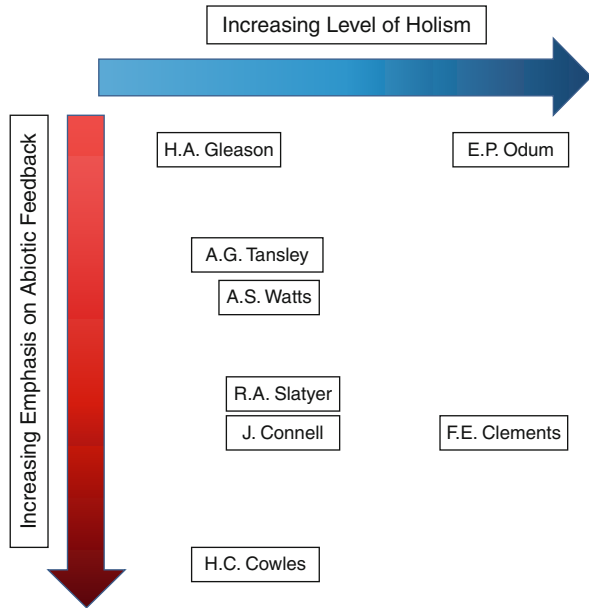 Increasing Level of Holism
Increasing Emphasis on Abiotic Feedback
H.A. Gleason
E.P. Odum
A.G. Tansley
A.S. Watts
R.A. Slatyer
J. Connell
F.E. Clements
H.C. Cowles